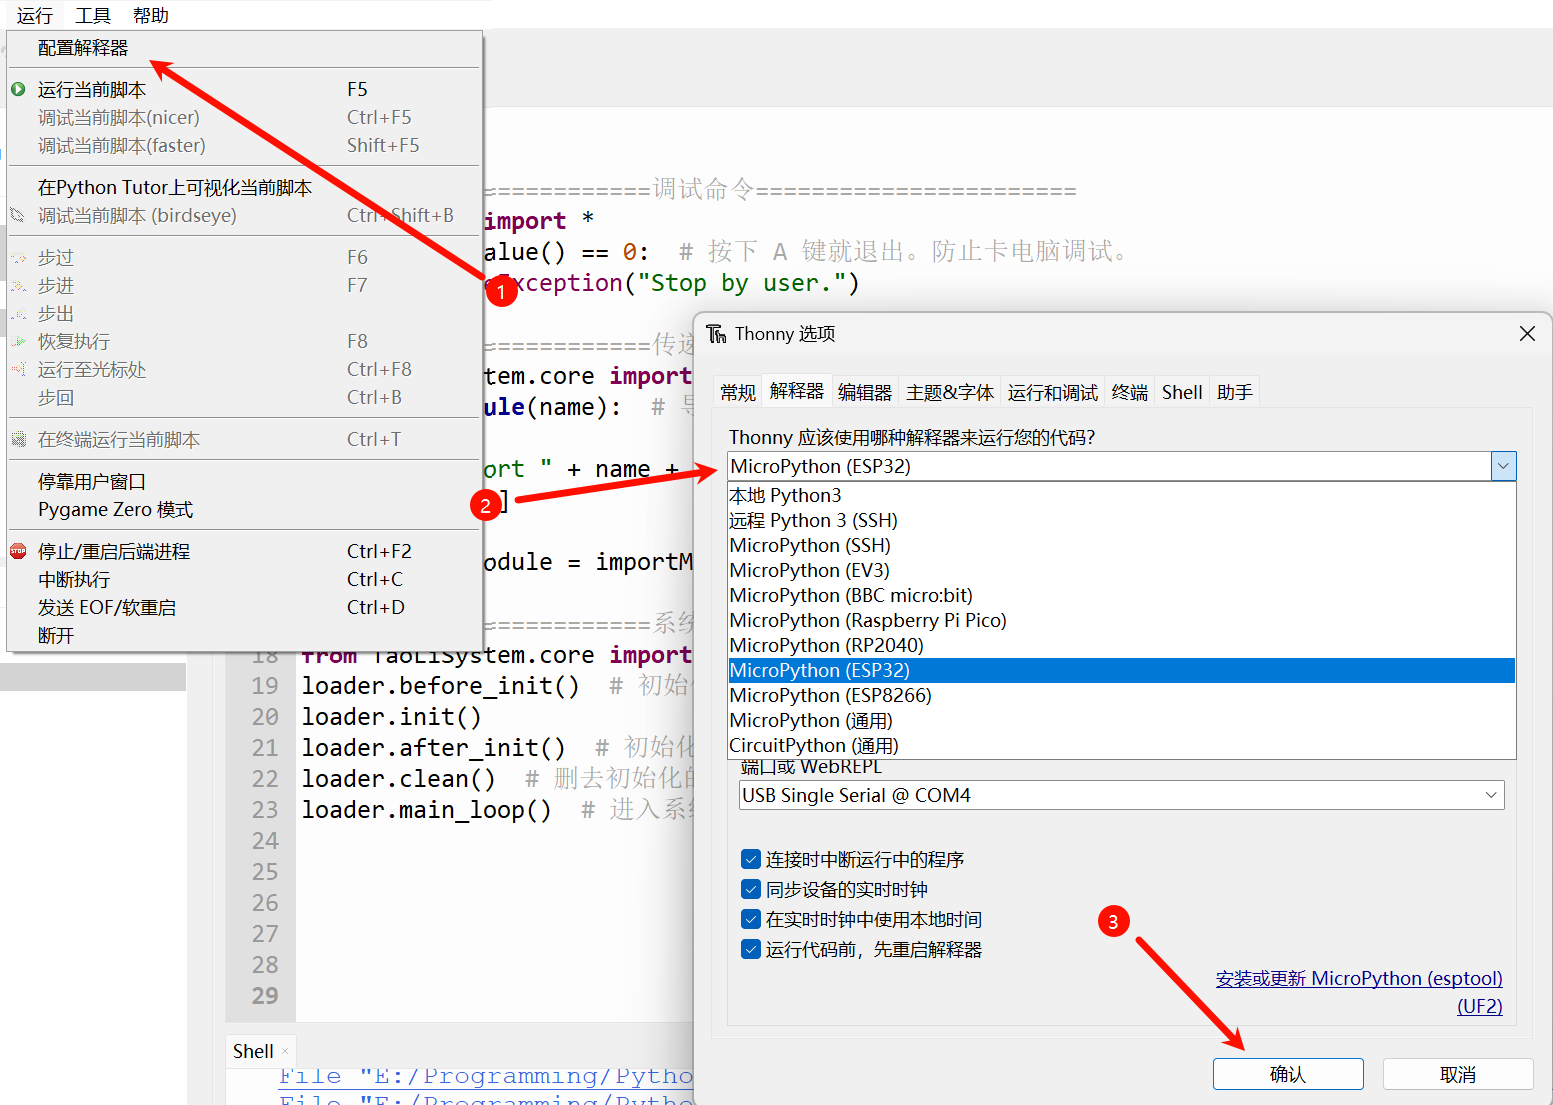 运行 工具 帮助
配置解释器
运行当前脚本 F5
调试当前脚本(nicer) Ctrl+F5
调试当前脚本(faster) Shift+F5
在Python Tutor上可视化当前脚本
调试当前脚本 (birdseye) Ctrl+Shift+B
步过 F6
步进 F7
步出
恢复执行 F8
运行至光标处 Ctrl+F8
步回 Ctrl+B
在终端运行当前脚本 Ctrl+T
停靠用户窗口
Pygame Zero 模式
STOP 停止/重启后端进程 Ctrl+F2
中断执行 Ctrl+C
发送 EOF/软重启 Ctrl+D
断开
1
2
3
============调试命令=======================
import *
alue() == 0:  # 按下 A 键就退出。防止卡电脑调试。
Exception("Stop by user.")
============传递
tem.core import
ule(name):  # 导
ort " + name +
]
odule = importM
============系统
18 from TaoLiSystem.core import
19 loader.before_init()  # 初始化
20 loader.init()
21 loader.after_init()  # 初始化
22 loader.clean()  # 删去初始化的
23 loader.main_loop()  # 进入系统
24
25
26
27
28
29
Shell ×
File "E:/Programming/Pytho
File "E:/Programming/Pytho
Thonny 选项
常规 解释器 编辑器 主题&字体 运行和调试 终端 Shell 助手
Thonny 应该使用哪种解释器来运行您的代码?
MicroPython (ESP32)
本地 Python3
远程 Python 3 (SSH)
MicroPython (SSH)
MicroPython (EV3)
MicroPython (BBC micro:bit)
MicroPython (Raspberry Pi Pico)
MicroPython (RP2040)
MicroPython (ESP32)
MicroPython (ESP8266)
MicroPython (通用)
CircuitPython (通用)
端口或 WebREPL
USB Single Serial @ COM4
连接时中断运行中的程序
同步设备的实时时钟
在实时时钟中使用本地时间
运行代码前，先重启解释器
安装或更新 MicroPython (esptool)
(UF2)
确认 取消